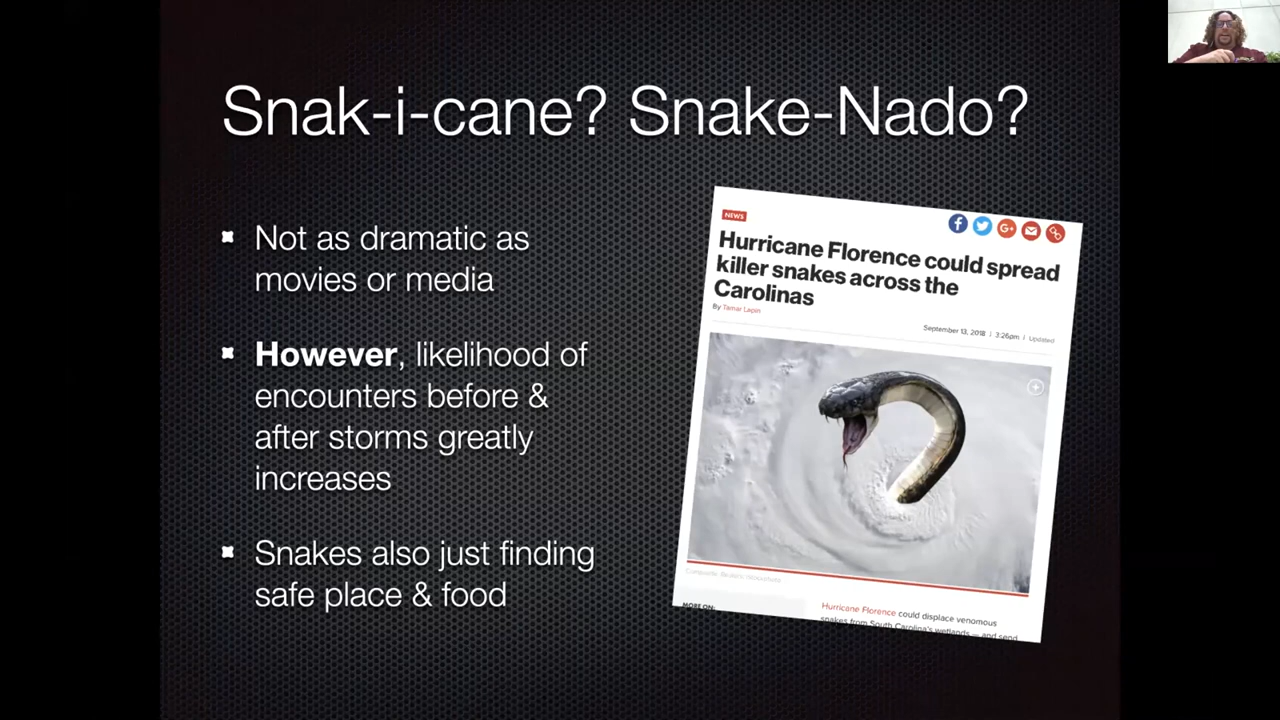 Snak-i-cane? Snake-Nado?
Not as dramatic as
movies or media
However, likelihood of
encounters before &
after storms greatly
increases
Snakes also just finding
safe place & food
NEWS
Hurricane Florence could spread
killer snakes across the
Carolinas
By Tamar Lapin
September 13, 2018 | 3:26pm | Updated
MORE ON:
Hurricane Florence could displace venomous
snakes from South Carolina's wetlands — and send